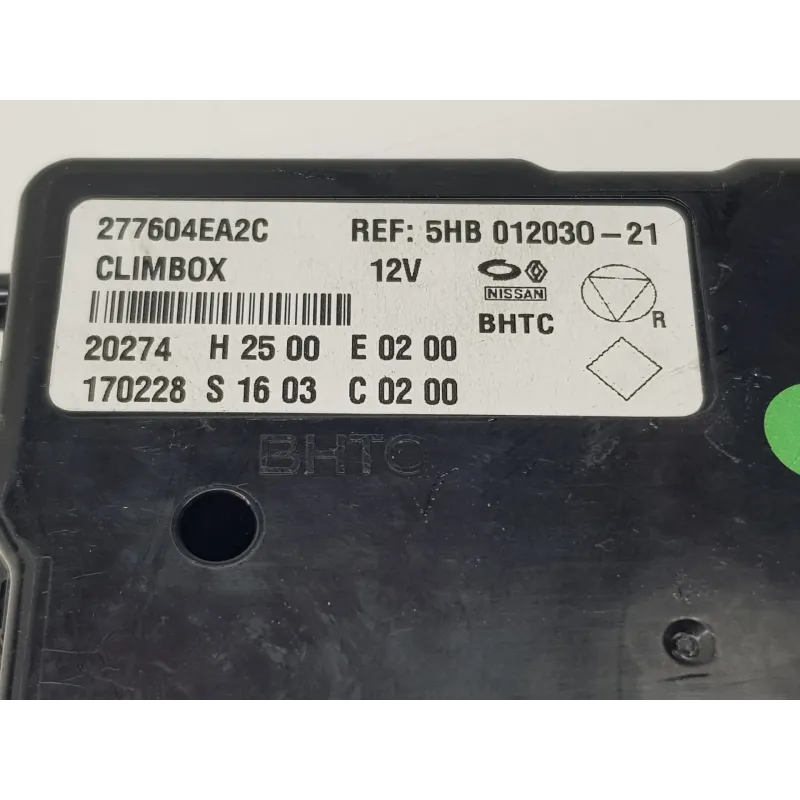 277604EA2C REF: 5HB 012030-21
CLIMBOX 12V
NISSAN
BHTC
R
20274 H 25 00 E 02 00
170228 S 16 03 C 02 00
BHTC